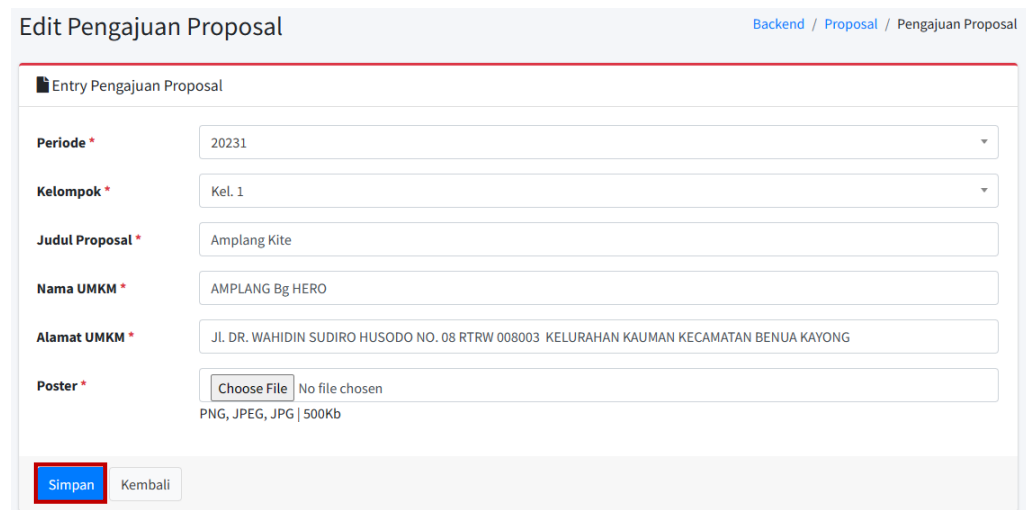 Edit Pengajuan Proposal
Backend / Proposal / Pengajuan Proposal
Entry Pengajuan Proposal
Periode * 20231
Kelompok * Kel. 1
Judul Proposal * Amplang Kite
Nama UMKM * AMPLANG Bg HERO
Alamat UMKM * Jl. DR. WAHIDIN SUDIRO HUSODO NO. 08 RTRW 008003 KELURAHAN KAUMAN KECAMATAN BENUA KAYONG
Poster * Choose File No file chosen
PNG, JPEG, JPG | 500Kb
Simpan Kembali